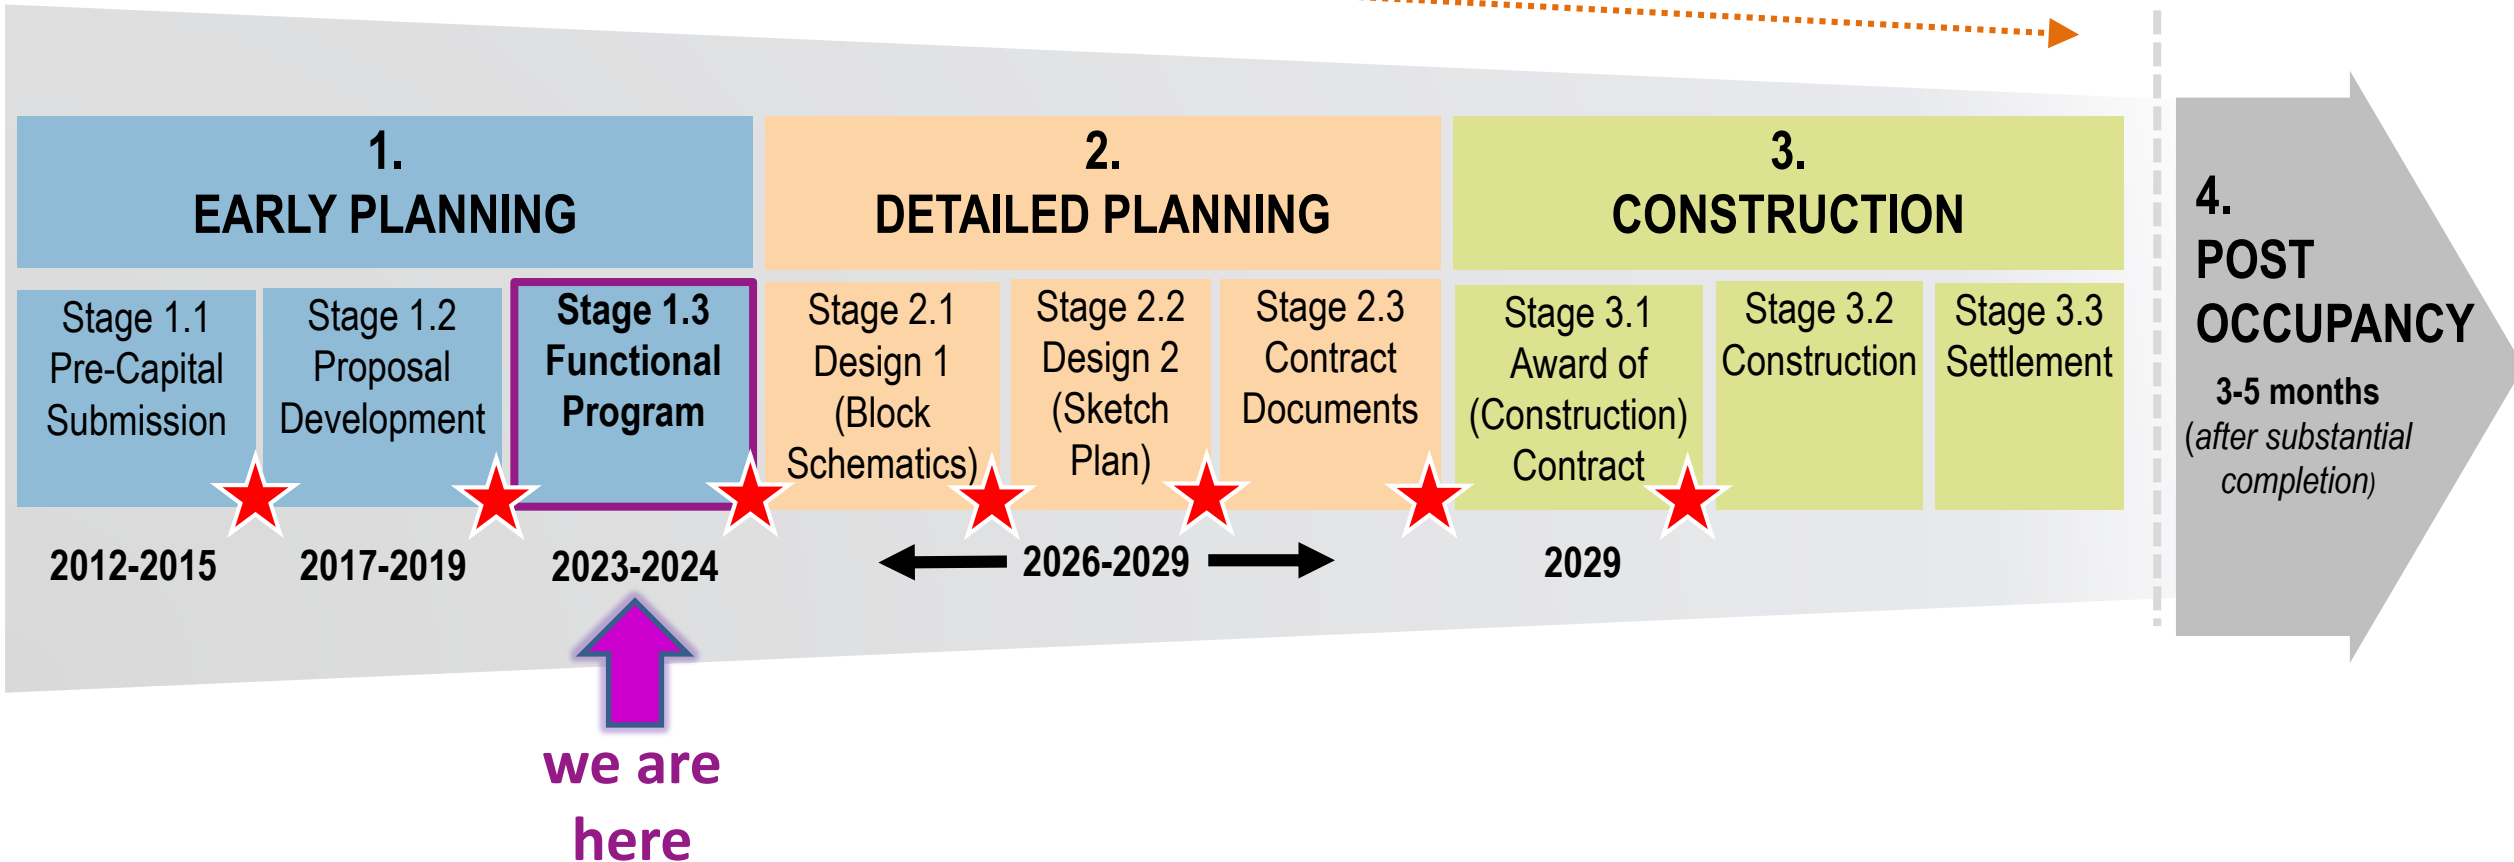 1.
EARLY PLANNING
2.
DETAILED PLANNING
3.
CONSTRUCTION
4.
POST
OCCUPANCY
3-5 months
(after substantial
completion)
Stage 1.1
Pre-Capital
Submission
Stage 1.2
Proposal
Development
Stage 1.3
Functional
Program
Stage 2.1
Design 1
(Block
Schematics)
Stage 2.2
Design 2
(Sketch
Plan)
Stage 2.3
Contract
Documents
Stage 3.1
Award of
(Construction)
Contract
Stage 3.2
Construction
Stage 3.3
Settlement
2012-2015
2017-2019
2023-2024
2026-2029
2029
we are
here